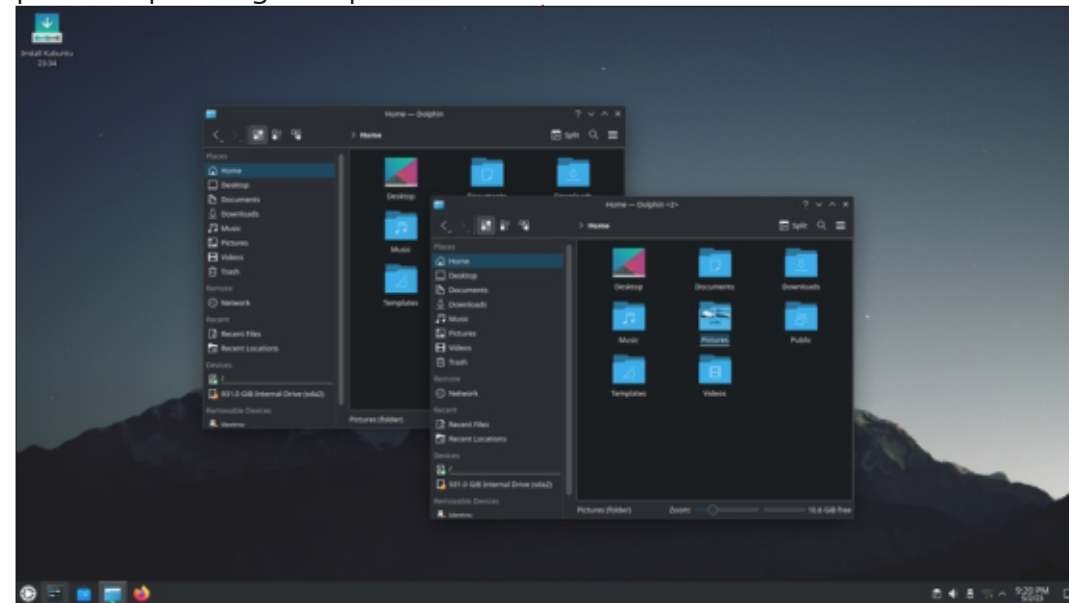 Install Kubuntu
23.04
Home — Dolphin
> Home
Split
Places
Home
Desktop
Documents
Downloads
Music
Pictures
Videos
Trash
Remote
Network
Recent
Recent Files
Recent Locations
Devices
/
931.0 GiB Internal Drive (sda2)
Removable Devices
Ventoy
Desktop
Music
Templates
Pictures (folder)
Home — Dolphin <2>
> Home
Split
Places
Home
Desktop
Documents
Downloads
Music
Pictures
Videos
Trash
Remote
Network
Recent
Recent Files
Recent Locations
Devices
/
931.0 GiB Internal Drive (sda2)
Removable Devices
Ventoy
Desktop Documents Downloads
Music Pictures Public
Templates Videos
Pictures (folder) Zoom: 10.6 GiB free
9:20 PM